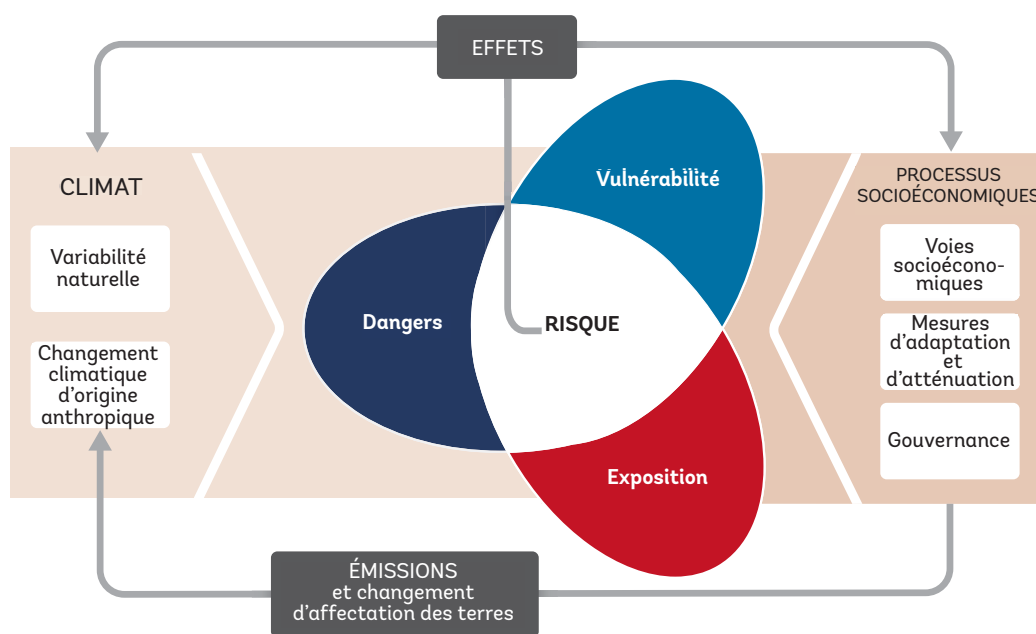 EFFETS
CLIMAT
Variabilité
naturelle
Changement
climatique
d'origine
anthropique
Vulnérabilité
Dangers
RISQUE
Exposition
PROCESSUS
SOCIOÉCONOMIQUES
Voies
socioécono-
miques
Mesures
d'adaptation
et
d'atténuation
Gouvernance
ÉMISSIONS
et changement
d'affectation des terres